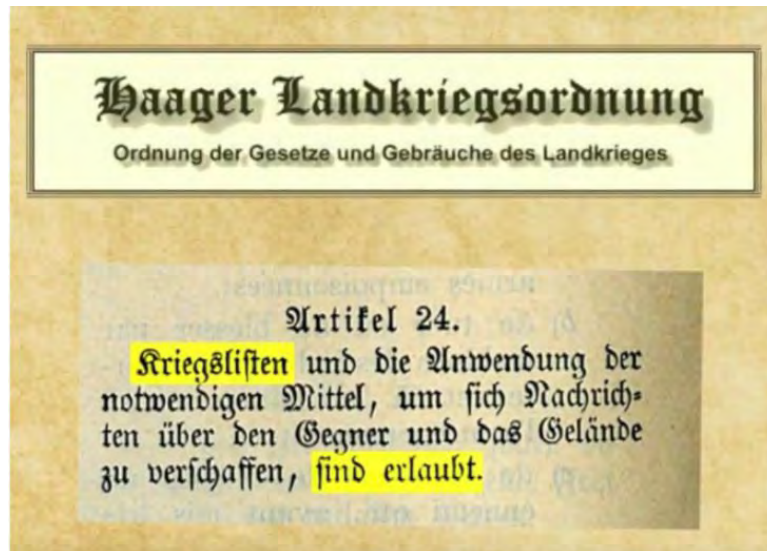 Haager Landkriegsordnung
Ordnung der Gesetze und Gebräuche des Landkrieges
Artikel 24.
Kriegslisten und die Anwendung der
notwendigen Mittel, um sich Nachrich-
ten über den Gegner und das Gelände
zu verschaffen, sind erlaubt.